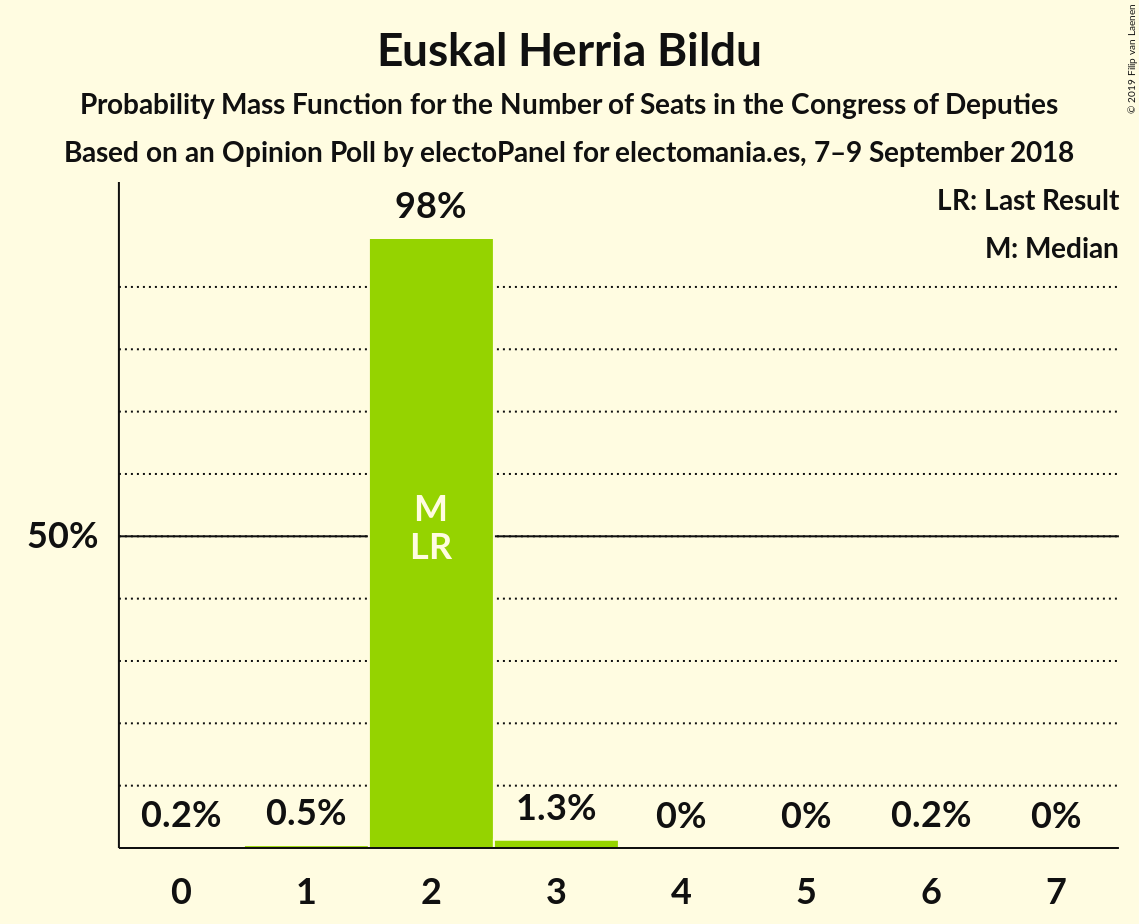 Euskal Herria Bildu
Probability Mass Function for the Number of Seats in the Congress of Deputies
Based on an Opinion Poll by electoPanel for electomania.es, 7–9 September 2018
© 2019 Filip van Laenen
LR: Last Result
M: Median
98%
M
LR
50%
0.2% 0.5% 1.3% 0% 0% 0.2% 0%
0 1 2 3 4 5 6 7